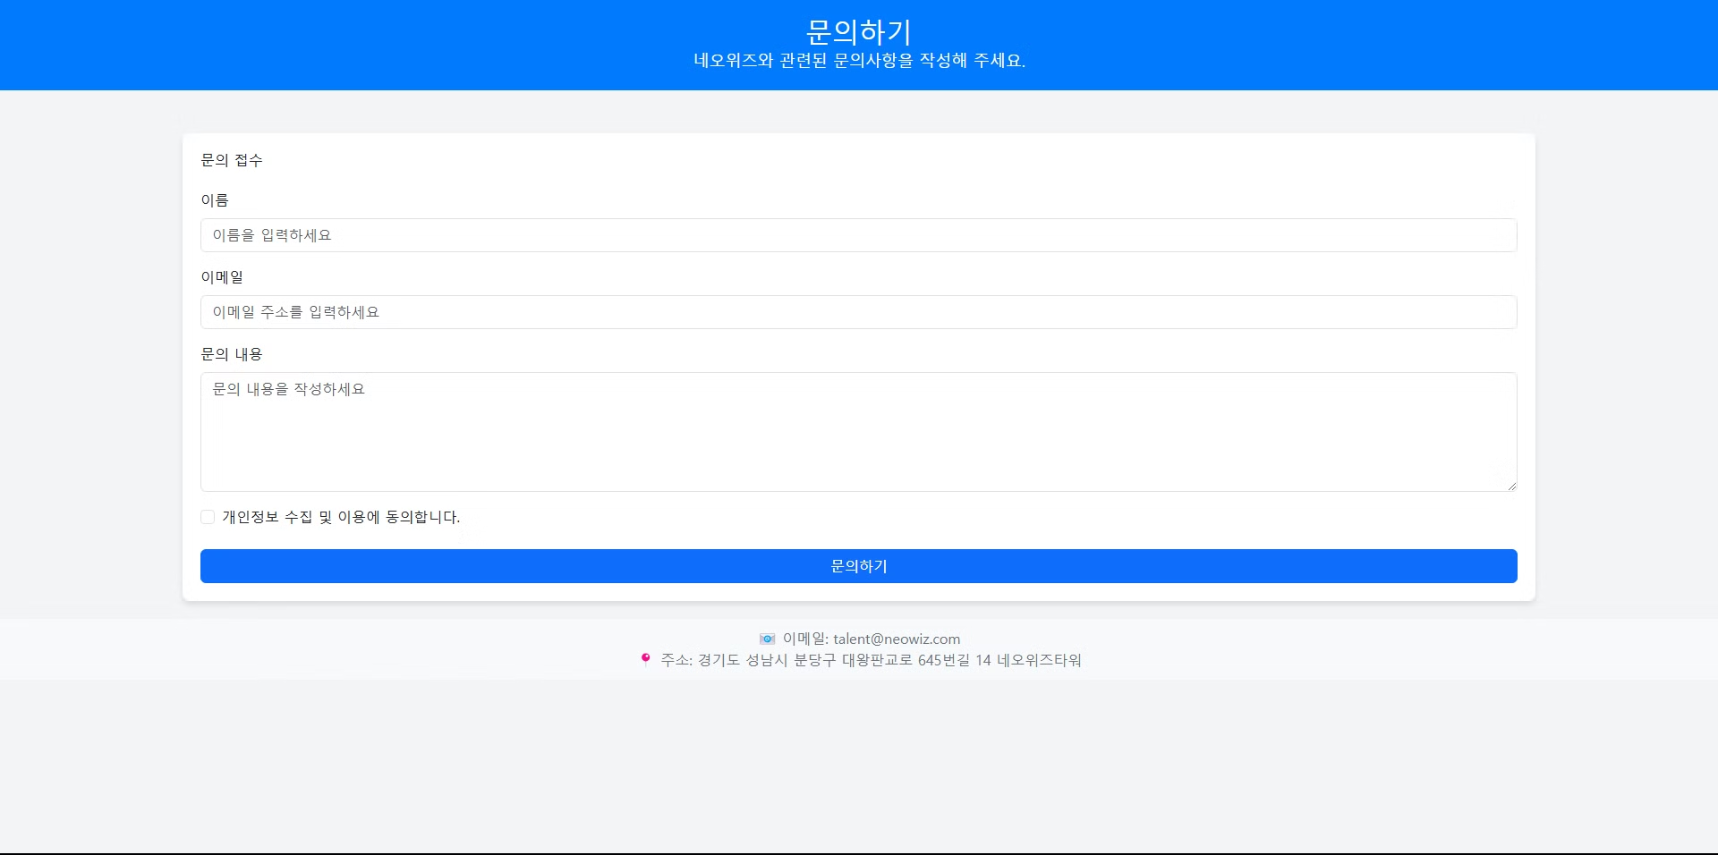 문의하기
네오위즈와 관련된 문의사항을 작성해 주세요.
문의 접수
이름
이름을 입력하세요
이메일
이메일 주소를 입력하세요
문의 내용
문의 내용을 작성하세요
개인정보 수집 및 이용에 동의합니다.
문의하기
이메일: talent@neowiz.com
주소: 경기도 성남시 분당구 대왕판교로 645번길 14 네오위즈타워